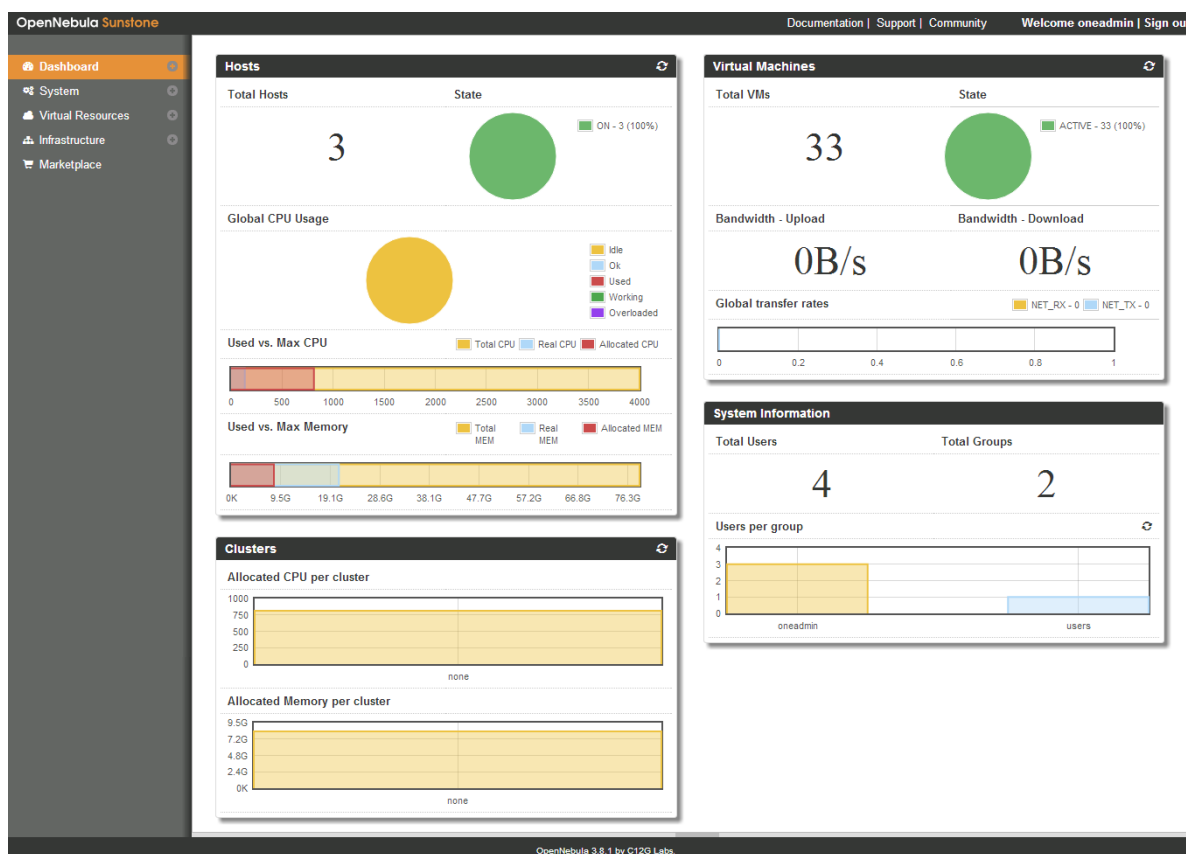 OpenNebula Sunstone
Documentation | Support | Community Welcome oneadmin | Sign ou
Dashboard
System
Virtual Resources
Infrastructure
Marketplace
Hosts
Total Hosts State
3
ON - 3 (100%)
Global CPU Usage
Idle
Ok
Used
Working
Overloaded
Used vs. Max CPU Total CPU Real CPU Allocated CPU
0 500 1000 1500 2000 2500 3000 3500 4000
Used vs. Max Memory Total MEM Real MEM Allocated MEM
0K 9.5G 19.1G 28.6G 38.1G 47.7G 57.2G 66.8G 76.3G
Clusters
Allocated CPU per cluster
1000
750
500
250
0
none
Allocated Memory per cluster
9.5G
7.2G
4.8G
2.4G
0K
none
Virtual Machines
Total VMs State
33
ACTIVE - 33 (100%)
Bandwidth - Upload Bandwidth - Download
0B/s 0B/s
Global transfer rates NET_RX - 0 NET_TX - 0
0 0.2 0.4 0.6 0.8 1
System Information
Total Users Total Groups
4 2
Users per group
4
3
2
1
0
oneadmin users
OpenNebula 3.8.1 by C12G Labs.